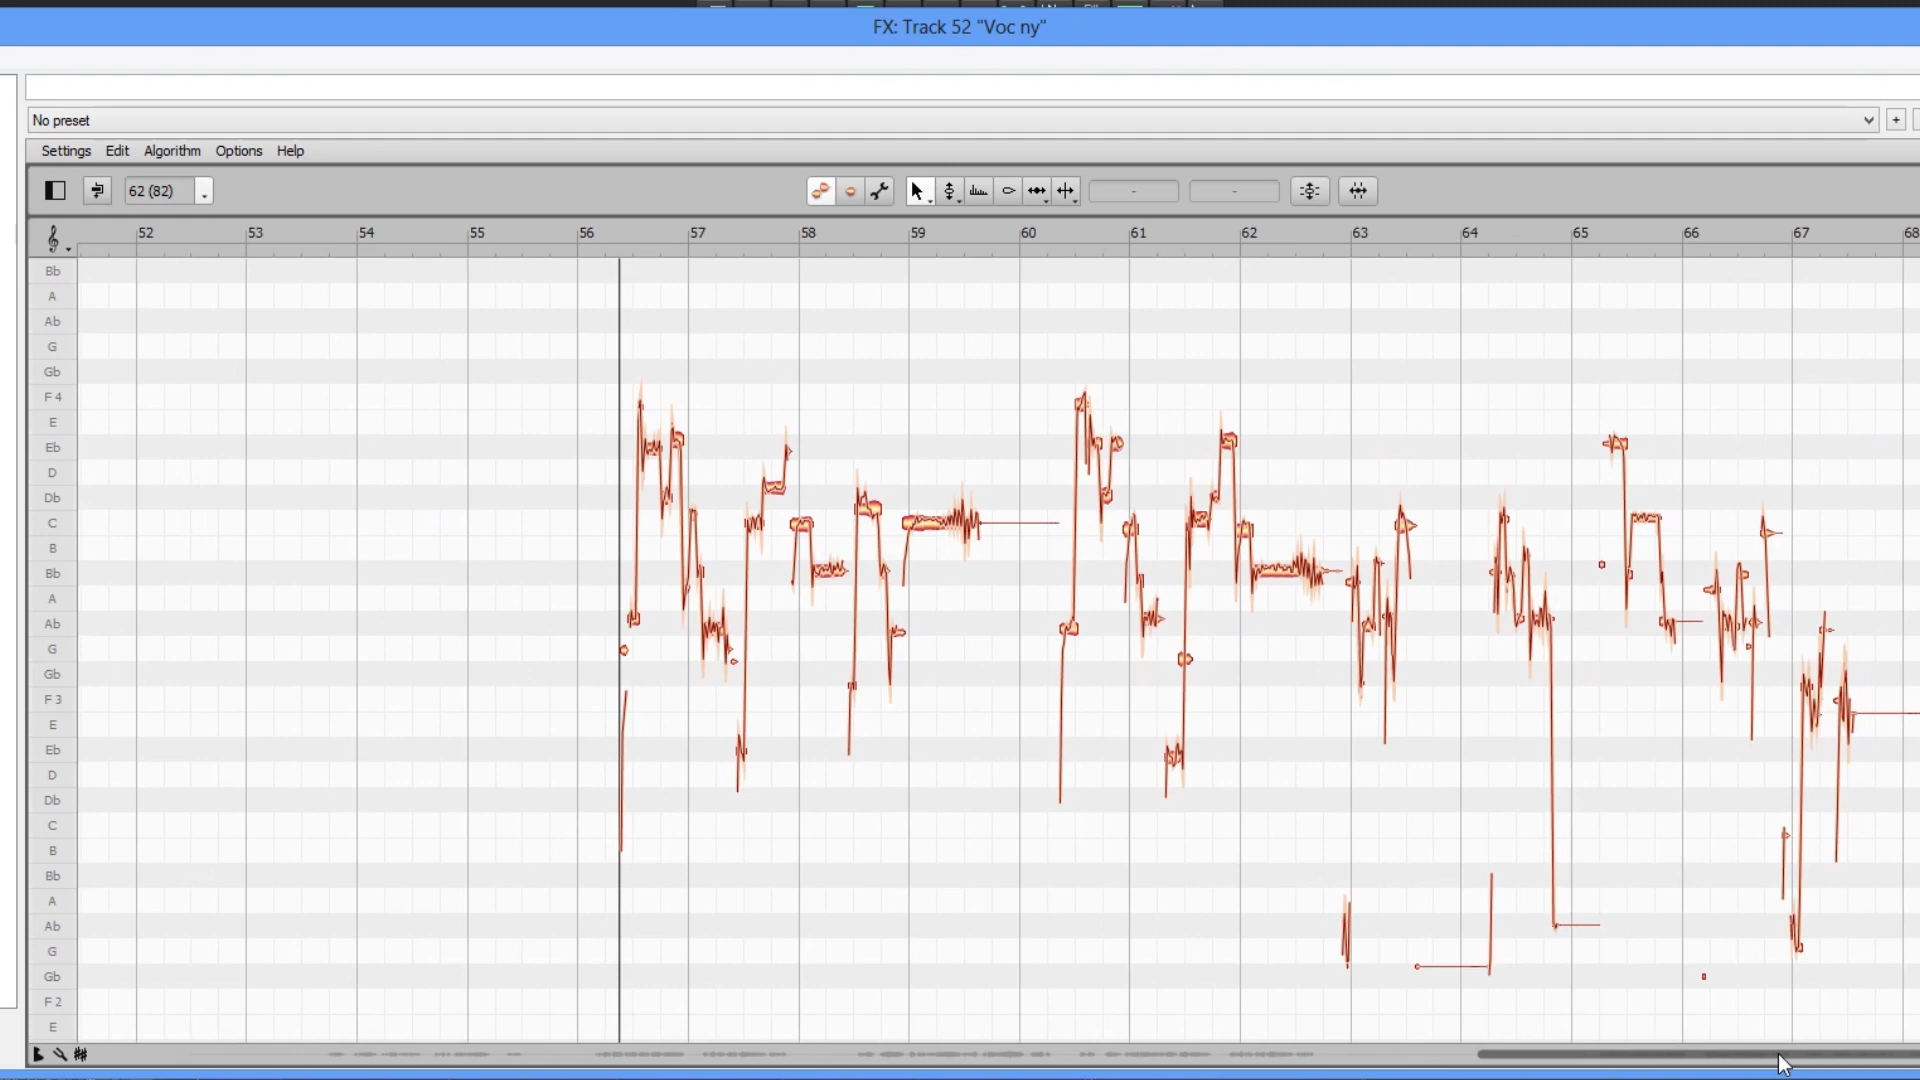 FX: Track 52 "Voc ny"
No preset
+
Settings Edit Algorithm Options Help
62 (82)
- -
52 53 54 55 56 57 58 59 60 61 62 63 64 65 66 67 68
Bb
A
Ab
G
Gb
F 4
E
Eb
D
Db
C
B
Bb
A
Ab
G
Gb
F 3
E
Eb
D
Db
C
B
Bb
A
Ab
G
Gb
F 2
E